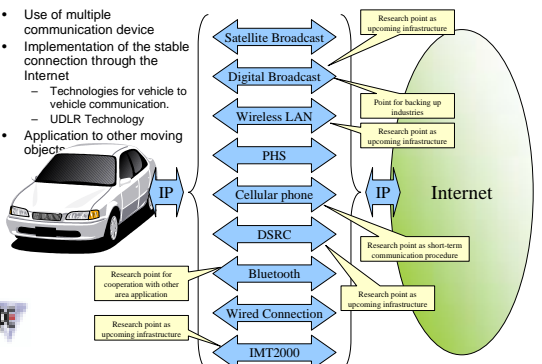 • Use of multiple
communication device
• Implementation of the stable
connection through the
Internet
– Technologies for vehicle to
vehicle communication.
– UDLR Technology
• Application to other moving
objects
IP
Satellite Broadcast
Digital Broadcast
Wireless LAN
PHS
Cellular phone
DSRC
Bluetooth
Wired Connection
IMT2000
IP
Internet
Research point as
upcoming infrastructure
Point for backing up
industries
Research point as
upcoming infrastructure
Research point as short-term
communication procedure
Research point as
upcoming infrastructure
Research point for
cooperation with other
area application
Research point as
upcoming infrastructure